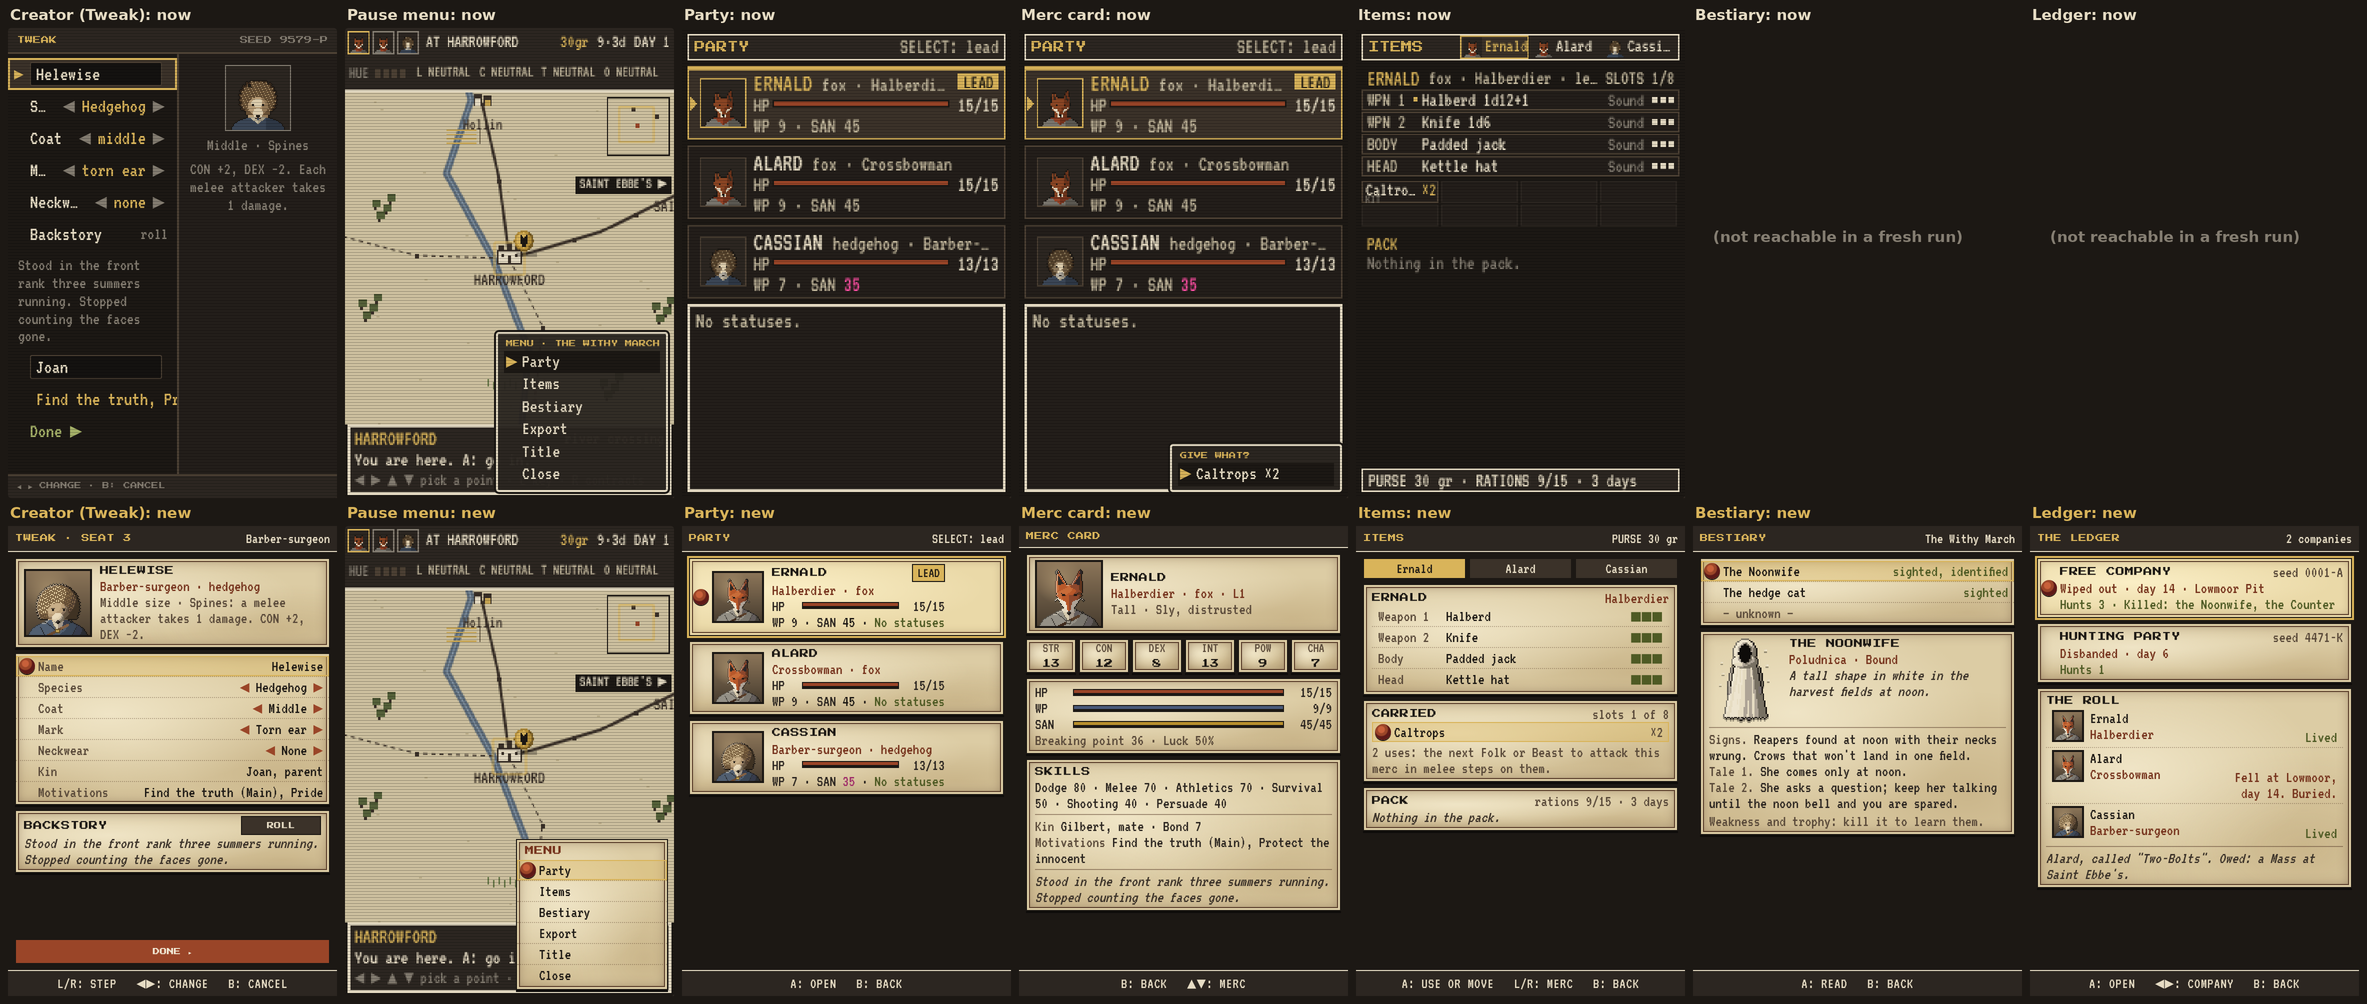 Creator (Tweak): now
TWEAK
SEED 9579-P
Helewise
S… ◀ Hedgehog ▶
Coat ◀ middle ▶
M… ◀ torn ear ▶
Neckw… ◀ none ▶
Backstory roll
Stood in the front
rank three summers
running. Stopped
counting the faces
gone.
Joan
Find the truth, Pr
Done ▶
CHANGE · B: CANCEL
Middle · Spines
CON +2, DEX -2. Each
melee attacker takes
1 damage.
Pause menu: now
AT HARROWFORD 30gr 9·3d DAY 1
HUE L NEUTRAL C NEUTRAL T NEUTRAL O NEUTRAL
Hollin
SAINT EBBE'S ▶
SAI
HARROWFORD
MENU · THE WITHY MARCH
▶ Party
Items
Bestiary
Export
Title
Close
HARROWFORD
You are here. A: g
◀ ▶ ▲ ▼ pick a poin
Party: now
PARTY SELECT: lead
ERNALD fox · Halberdi… LEAD
HP 15/15
WP 9 · SAN 45
ALARD fox · Crossbowman
HP 15/15
WP 9 · SAN 45
CASSIAN hedgehog · Barber-…
HP 13/13
WP 7 · SAN 35
No statuses.
Merc card: now
PARTY SELECT: lead
ERNALD fox · Halberdi… LEAD
HP 15/15
WP 9 · SAN 45
ALARD fox · Crossbowman
HP 15/15
WP 9 · SAN 45
CASSIAN hedgehog · Barber-…
HP 13/13
WP 7 · SAN 35
No statuses.
GIVE WHAT?
▶ Caltrops X2
Items: now
ITEMS Ernald Alard Cassi…
ERNALD fox · Halberdier · le… SLOTS 1/8
WPN 1 Halberd 1d12+1 Sound
WPN 2 Knife 1d6 Sound
BODY Padded jack Sound
HEAD Kettle hat Sound
Caltro… X2
PACK
Nothing in the pack.
PURSE 30 gr · RATIONS 9/15 · 3 days
Bestiary: now
(not reachable in a fresh run)
Ledger: now
(not reachable in a fresh run)
Creator (Tweak): new
TWEAK · SEAT 3 Barber-surgeon
HELEWISE
Barber-surgeon · hedgehog
Middle size · Spines: a melee
attacker takes 1 damage. CON +2,
DEX -2.
Name Helewise
Species ◀ Hedgehog ▶
Coat ◀ Middle ▶
Mark ◀ Torn ear ▶
Neckwear ◀ None ▶
Kin Joan, parent
Motivations Find the truth (Main), Pride
BACKSTORY ROLL
Stood in the front rank three summers running.
Stopped counting the faces gone.
DONE .
L/R: STEP ◀▶: CHANGE B: CANCEL
Pause menu: new
AT HARROWFORD 30gr 9·3d DAY 1
HUE L NEUTRAL C NEUTRAL T NEUTRAL O NEUTRAL
Hollin
SAINT EBBE'S ▶
SAI
HARROWFORD
MENU
Party
Items
Bestiary
Export
Title
Close
HARROWFORD
You are here. A: go i
◀ ▶ ▲ ▼ pick a point ·
Party: new
PARTY SELECT: lead
ERNALD LEAD
Halberdier · fox
HP 15/15
WP 9 · SAN 45 · No statuses
ALARD
Crossbowman · fox
HP 15/15
WP 9 · SAN 45 · No statuses
CASSIAN
Barber-surgeon · hedgehog
HP 13/13
WP 7 · SAN 35 · No statuses
A: OPEN B: BACK
Merc card: new
MERC CARD
ERNALD
Halberdier · fox · L1
Tall · Sly, distrusted
STR CON DEX INT POW CHA
13 12 8 13 9 7
HP 15/15
WP 9/9
SAN 45/45
Breaking point 36 · Luck 50%
SKILLS
Dodge 80 · Melee 70 · Athletics 70 · Survival
50 · Shooting 40 · Persuade 40
Kin Gilbert, mate · Bond 7
Motivations Find the truth (Main), Protect the
innocent
Stood in the front rank three summers running.
Stopped counting the faces gone.
B: BACK ▲▼: MERC
Items: new
ITEMS PURSE 30 gr
Ernald Alard Cassian
ERNALD Halberdier
Weapon 1 Halberd
Weapon 2 Knife
Body Padded jack
Head Kettle hat
CARRIED slots 1 of 8
Caltrops X2
2 uses: the next Folk or Beast to attack this
merc in melee steps on them.
PACK rations 9/15 · 3 days
Nothing in the pack.
A: USE OR MOVE L/R: MERC B: BACK
Bestiary: new
BESTIARY The Withy March
The Noonwife sighted, identified
The hedge cat sighted
– unknown –
THE NOONWIFE
Poludnica · Bound
A tall shape in white in the
harvest fields at noon.
Signs. Reapers found at noon with their necks
wrung. Crows that won't land in one field.
Tale 1. She comes only at noon.
Tale 2. She asks a question; keep her talking
until the noon bell and you are spared.
Weakness and trophy: kill it to learn them.
A: READ B: BACK
Ledger: new
THE LEDGER 2 companies
FREE COMPANY seed 0001-A
Wiped out · day 14 · Lowmoor Pit
Hunts 3 · Killed: the Noonwife, the Counter
HUNTING PARTY seed 4471-K
Disbanded · day 6
Hunts 1
THE ROLL
Ernald
Halberdier Lived
Alard
Crossbowman Fell at Lowmoor,
day 14. Buried.
Cassian
Barber-surgeon Lived
Alard, called "Two-Bolts". Owed: a Mass at
Saint Ebbe's.
A: OPEN ◀▶: COMPANY B: BACK